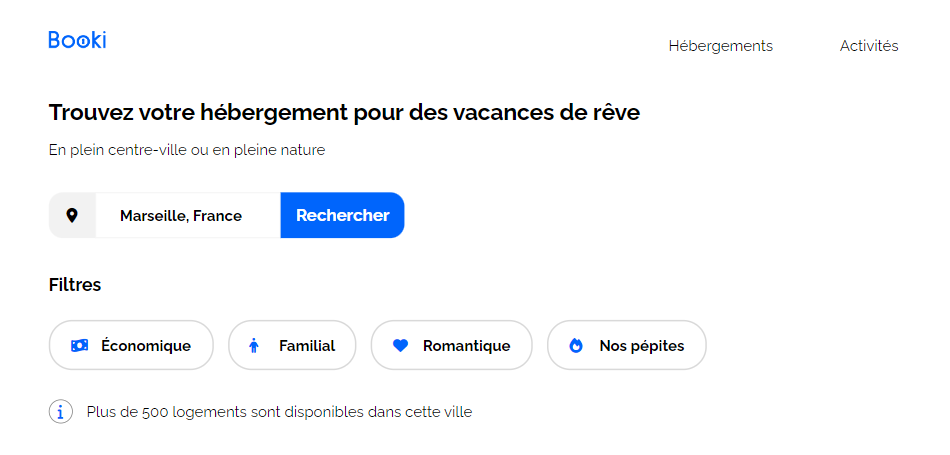 Booki
Hébergements
Activités
Trouvez votre hébergement pour des vacances de rêve
En plein centre-ville ou en pleine nature
Marseille, France
Rechercher
Filtres
Économique
Familial
Romantique
Nos pépites
Plus de 500 logements sont disponibles dans cette ville